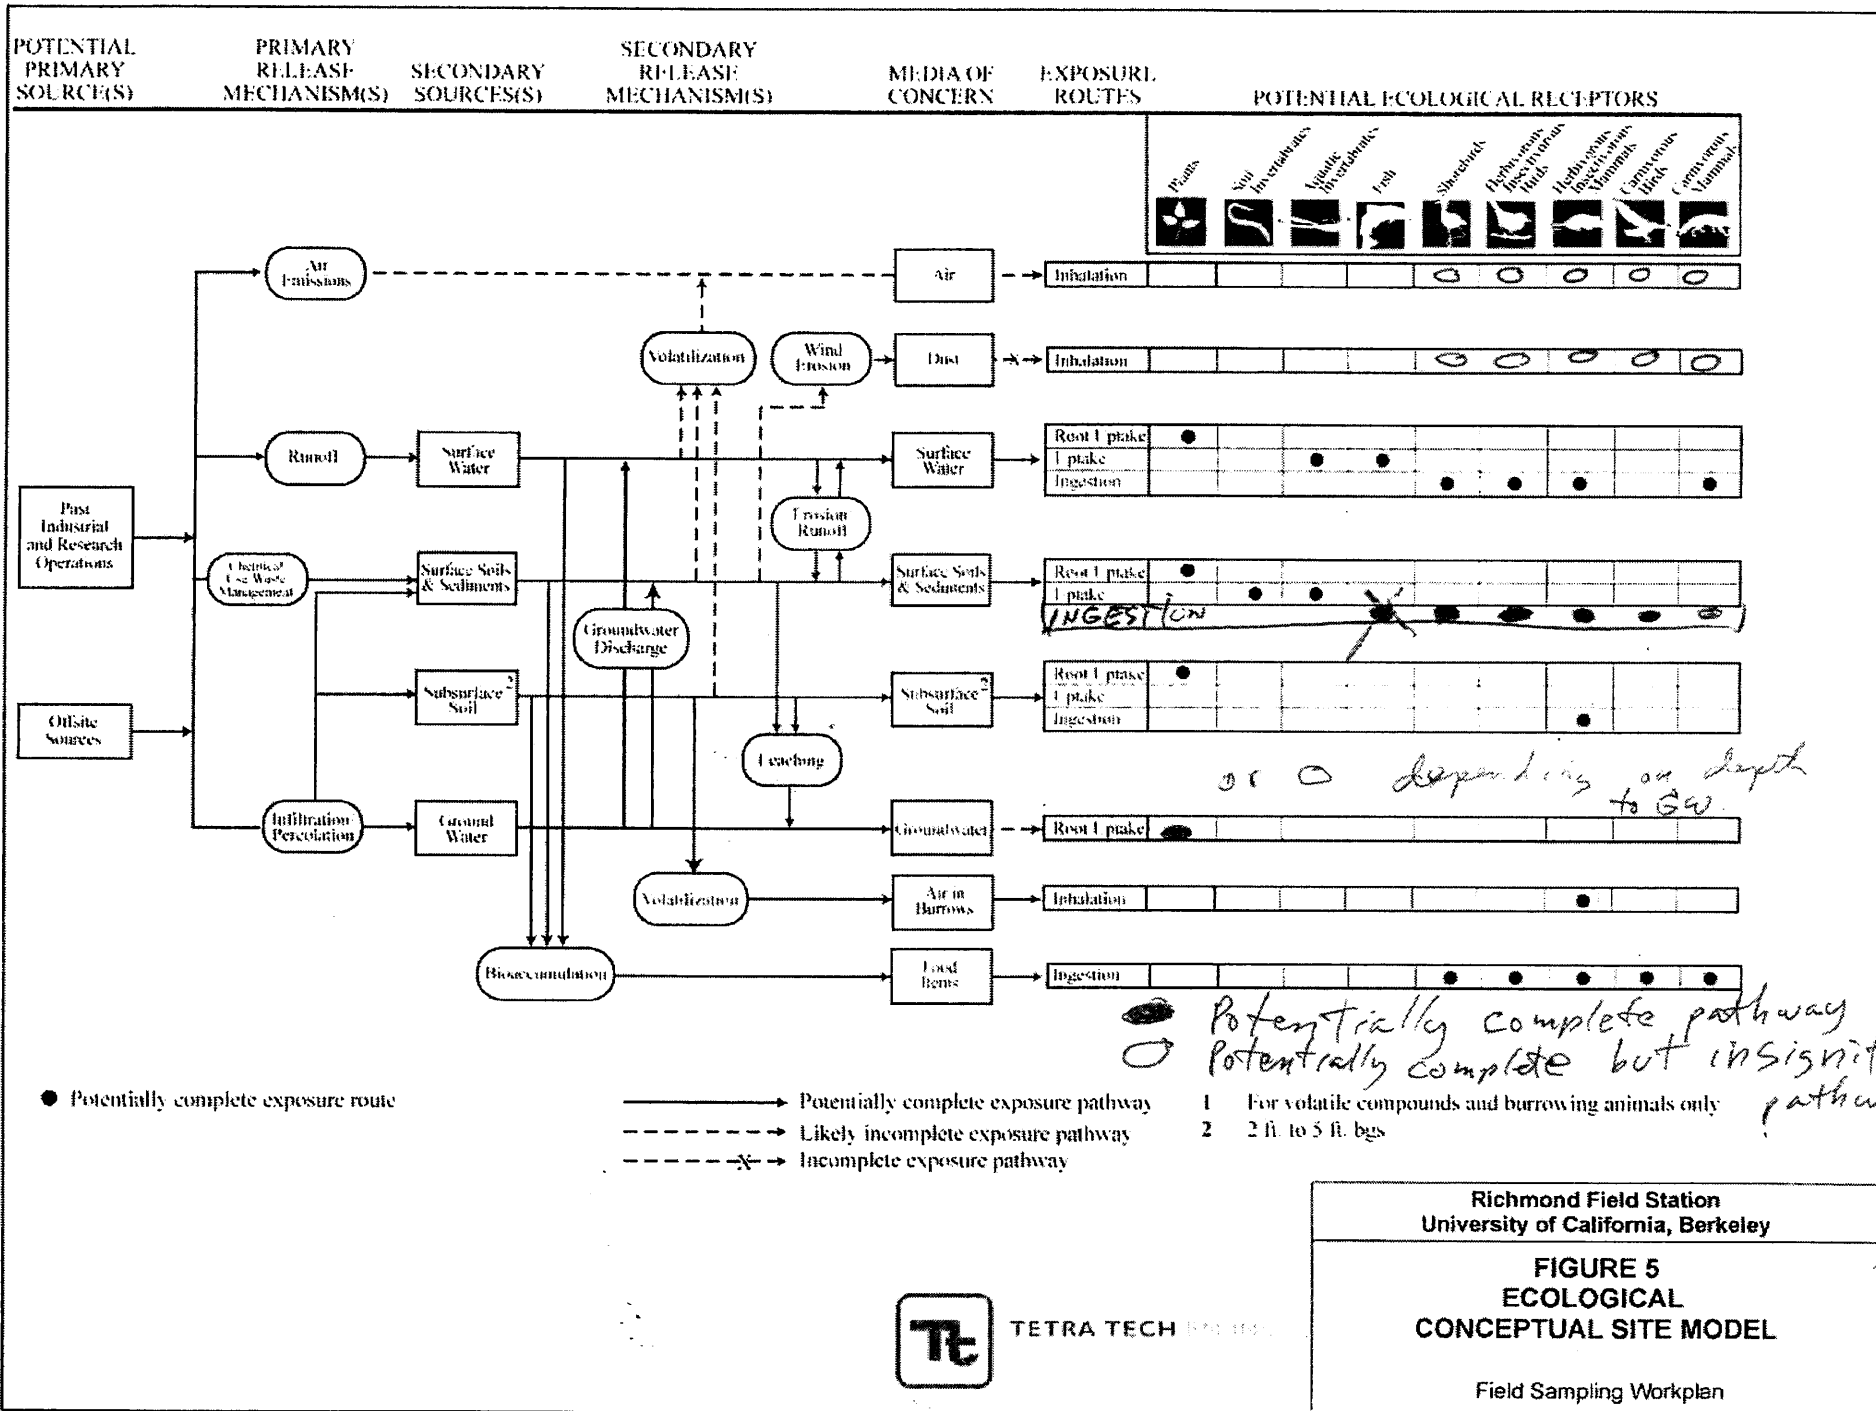 POTENTIAL
PRIMARY
SOURCE(S)
PRIMARY
RELEASE
MECHANISM(S)
SECONDARY
SOURCES(S)
SECONDARY
RELEASE
MECHANISM(S)
MEDIA OF
CONCERN
EXPOSURE
ROUTES
POTENTIAL ECOLOGICAL RECEPTORS
Plants
Soil
Invertabrates
Aquatic
Invertabrates
Fish
Shorebirds
Herbivorous
Insectivorous
Birds
Herbivorous
Insectivorous
Mammals
Carnivorous
Birds
Carnivorous
Mammals
Air
Emissions
Air
Inhalation
Volatilization
Wind
Erosion
Dust
Inhalation
Runoff
Surface
Water
Surface
Water
Root Uptake
Uptake
Ingestion
Past
Industrial
and Research
Operations
Erosion
Runoff
Chemical
Use Waste
Management
Surface Soils
& Sediments
Surface Soils
& Sediments
Root Uptake
Uptake
INGESTION
Groundwater
Discharge
Subsurface 2
Soil
Subsurface 2
Soil
Root Uptake
Uptake
Ingestion
Offsite
Sources
Leaching
or O depending on depth
to GW.
Infiltration
Percolation
Ground
Water
Groundwater
Root Uptake
Volatilization
Air in
Burrows
Inhalation
Bioaccumulation
Food
Items
Ingestion
Potentially complete pathway
Potentially complete but insignif
pathw
● Potentially complete exposure route
Potentially complete exposure pathway
Likely incomplete exposure pathway
X Incomplete exposure pathway
1 For volatile compounds and burrowing animals only
2 2 ft. to 5 ft. bgs
Richmond Field Station
University of California, Berkeley
FIGURE 5
ECOLOGICAL
CONCEPTUAL SITE MODEL
Field Sampling Workplan
Tt
TETRA TECH